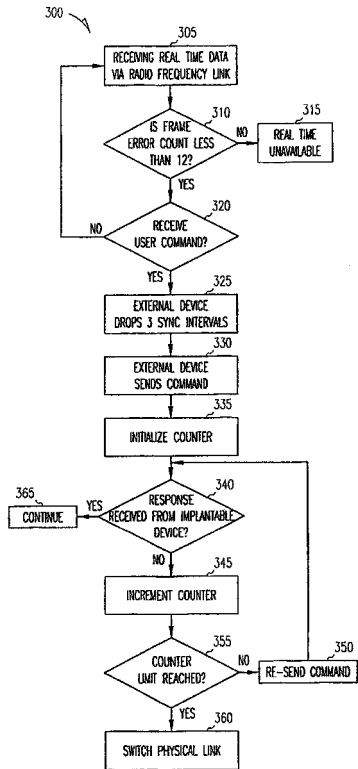 300
305
RECEIVING REAL TIME DATA
VIA RADIO FREQUENCY LINK
310
IS FRAME
ERROR COUNT LESS
THAN 12?
NO
315
REAL TIME
UNAVAILABLE
YES
320
NO
RECEIVE
USER COMMAND?
YES
325
EXTERNAL DEVICE
DROPS 3 SYNC INTERVALS
330
EXTERNAL DEVICE
SENDS COMMAND
335
INITIALIZE COUNTER
365
CONTINUE
YES
340
RESPONSE
RECEIVED FROM IMPLANTABLE
DEVICE?
NO
345
INCREMENT COUNTER
355
COUNTER
LIMIT REACHED?
NO
350
RE-SEND COMMAND
YES
360
SWITCH PHYSICAL LINK